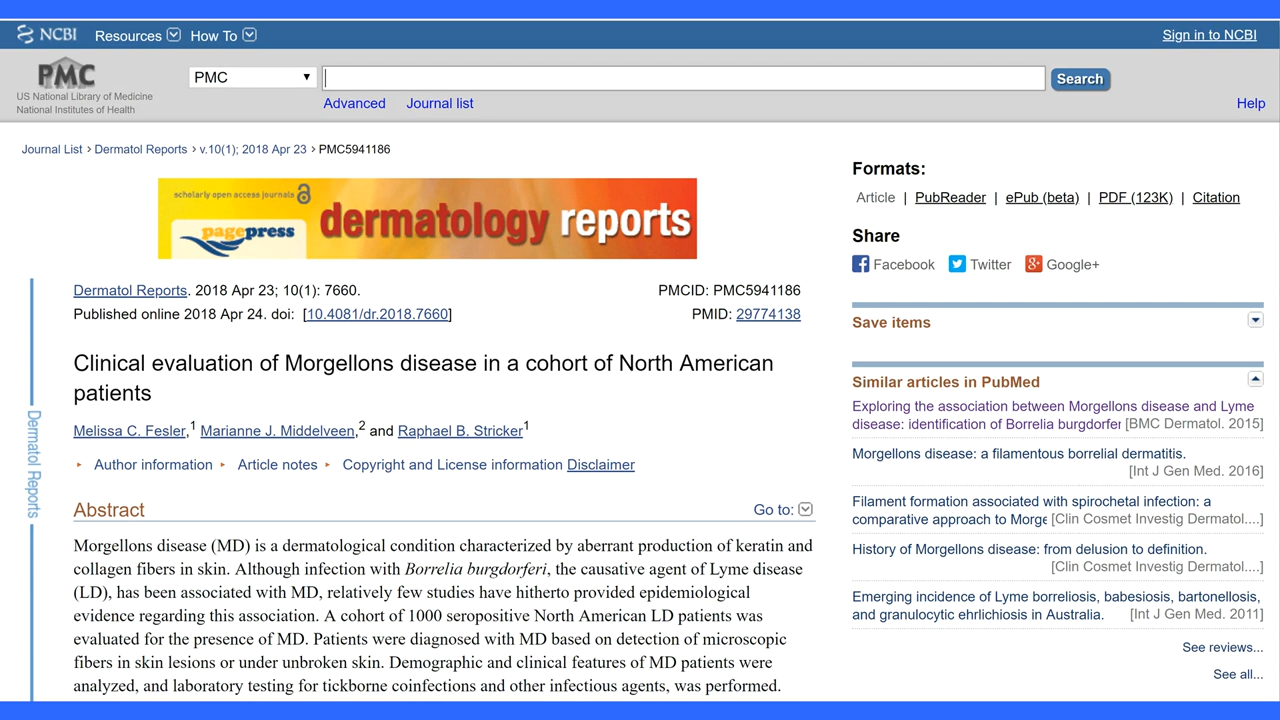 NCBI Resources How To Sign in to NCBI
PMC
US National Library of Medicine
National Institutes of Health
PMC Search
Advanced Journal list Help
Journal List > Dermatol Reports > v.10(1); 2018 Apr 23 > PMC5941186
scholarly open access journals
pagepress
dermatology reports
Dermatol Reports. 2018 Apr 23; 10(1): 7660. PMCID: PMC5941186
Published online 2018 Apr 24. doi: [10.4081/dr.2018.7660] PMID: 29774138
Clinical evaluation of Morgellons disease in a cohort of North American
patients
Melissa C. Fesler,1 Marianne J. Middelveen,2 and Raphael B. Stricker1
Author information Article notes Copyright and License information Disclaimer
Dermatol Reports
Abstract Go to:
Morgellons disease (MD) is a dermatological condition characterized by aberrant production of keratin and
collagen fibers in skin. Although infection with Borrelia burgdorferi, the causative agent of Lyme disease
(LD), has been associated with MD, relatively few studies have hitherto provided epidemiological
evidence regarding this association. A cohort of 1000 seropositive North American LD patients was
evaluated for the presence of MD. Patients were diagnosed with MD based on detection of microscopic
fibers in skin lesions or under unbroken skin. Demographic and clinical features of MD patients were
analyzed, and laboratory testing for tickborne coinfections and other infectious agents, was performed.
Formats:
Article | PubReader | ePub (beta) | PDF (123K) | Citation
Share
Facebook Twitter Google+
Save items
Similar articles in PubMed
Exploring the association between Morgellons disease and Lyme
disease: identification of Borrelia burgdorfer [BMC Dermatol. 2015]
Morgellons disease: a filamentous borrelial dermatitis.
[Int J Gen Med. 2016]
Filament formation associated with spirochetal infection: a
comparative approach to Morge [Clin Cosmet Investig Dermatol....]
History of Morgellons disease: from delusion to definition.
[Clin Cosmet Investig Dermatol....]
Emerging incidence of Lyme borreliosis, babesiosis, bartonellosis,
and granulocytic ehrlichiosis in Australia. [Int J Gen Med. 2011]
See reviews...
See all...